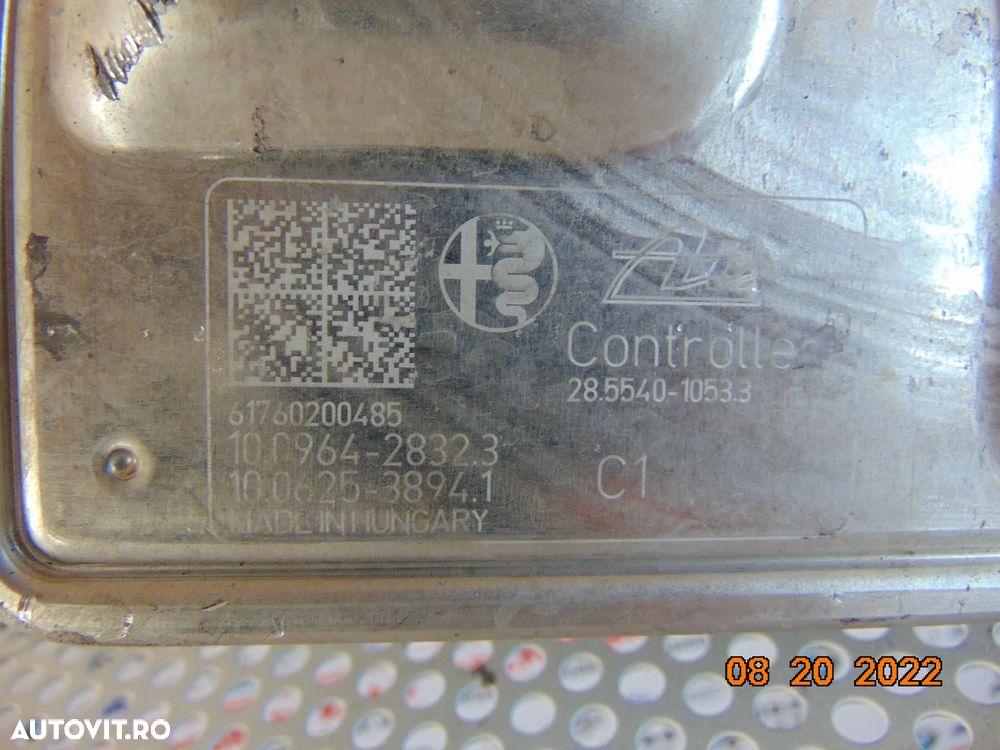 Controlle
28.5540-1053.3
61760200485
10.0964-2832.3
10.0625-3894.1
C1
MADE IN HUNGARY
08 20 2022
AUTOVIT.RO